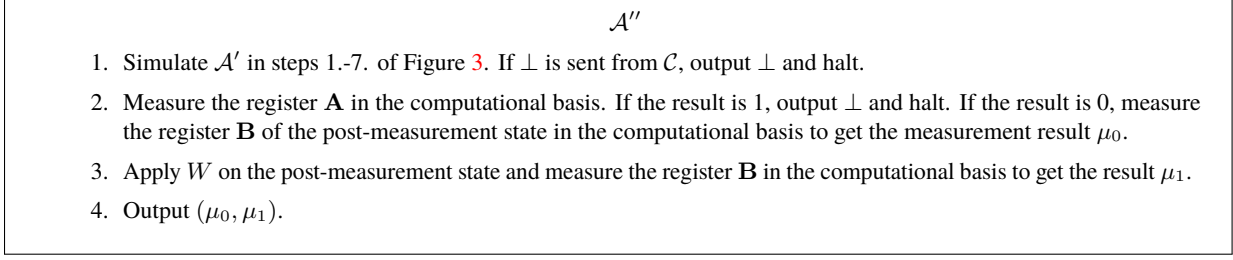 𝒜′′
1. Simulate 𝒜′ in steps 1.-7. of Figure 3. If ⊥ is sent from 𝒞, output ⊥ and halt.
2. Measure the register A in the computational basis. If the result is 1, output ⊥ and halt. If the result is 0, measure
the register B of the post-measurement state in the computational basis to get the measurement result μ₀.
3. Apply W on the post-measurement state and measure the register B in the computational basis to get the result μ₁.
4. Output (μ₀, μ₁).